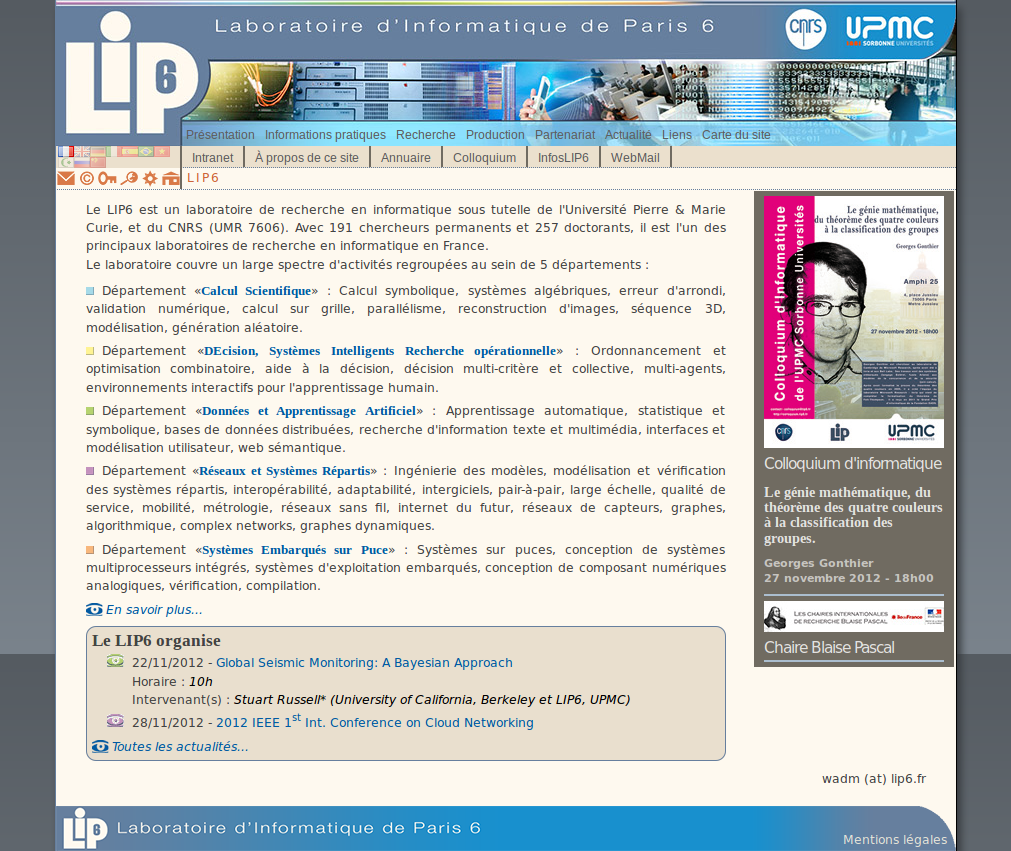 Laboratoire d'Informatique de Paris 6
cnrs
UPMC
SORBONNE UNIVERSITÉS
LIP6
Présentation Informations pratiques Recherche Production Partenariat Actualité Liens Carte du site
Intranet À propos de ce site Annuaire Colloquium InfosLIP6 WebMail
LIP6
Le LIP6 est un laboratoire de recherche en informatique sous tutelle de l'Université Pierre & Marie
Curie, et du CNRS (UMR 7606). Avec 191 chercheurs permanents et 257 doctorants, il est l'un des
principaux laboratoires de recherche en informatique en France.
Le laboratoire couvre un large spectre d'activités regroupées au sein de 5 départements :
Département «Calcul Scientifique» : Calcul symbolique, systèmes algébriques, erreur d'arrondi,
validation numérique, calcul sur grille, parallélisme, reconstruction d'images, séquence 3D,
modélisation, génération aléatoire.
Département «DEcision, Systèmes Intelligents Recherche opérationnelle» : Ordonnancement et
optimisation combinatoire, aide à la décision, décision multi-critère et collective, multi-agents,
environnements interactifs pour l'apprentissage humain.
Département «Données et Apprentissage Artificiel» : Apprentissage automatique, statistique et
symbolique, bases de données distribuées, recherche d'information texte et multimédia, interfaces et
modélisation utilisateur, web sémantique.
Département «Réseaux et Systèmes Répartis» : Ingénierie des modèles, modélisation et vérification
des systèmes répartis, interopérabilité, adaptabilité, intergiciels, pair-à-pair, large échelle, qualité de
service, mobilité, métrologie, réseaux sans fil, internet du futur, réseaux de capteurs, graphes,
algorithmique, complex networks, graphes dynamiques.
Département «Systèmes Embarqués sur Puce» : Systèmes sur puces, conception de systèmes
multiprocesseurs intégrés, systèmes d'exploitation embarqués, conception de composant numériques
analogiques, vérification, compilation.
En savoir plus...
Le LIP6 organise
22/11/2012 - Global Seismic Monitoring: A Bayesian Approach
Horaire : 10h
Intervenant(s) : Stuart Russell* (University of California, Berkeley et LIP6, UPMC)
28/11/2012 - 2012 IEEE 1st Int. Conference on Cloud Networking
Toutes les actualités...
Colloquium d'Informatique
de l'UPMC Sorbonne Universités
Le génie mathématique,
du théorème des quatre couleurs
à la classification des groupes
Georges Gonthier
Amphi 25
4, place Jussieu
75005 Paris
27 novembre 2012 - 18h00
cnrs
LIP6
UPMC
Colloquium d'informatique
Le génie mathématique, du
théorème des quatre couleurs
à la classification des
groupes.
Georges Gonthier
27 novembre 2012 - 18h00
LES CHAIRES INTERNATIONALES
DE RECHERCHE BLAISE PASCAL
îledeFrance
Chaire Blaise Pascal
wadm (at) lip6.fr
LIP6
Laboratoire d'Informatique de Paris 6
Mentions légales